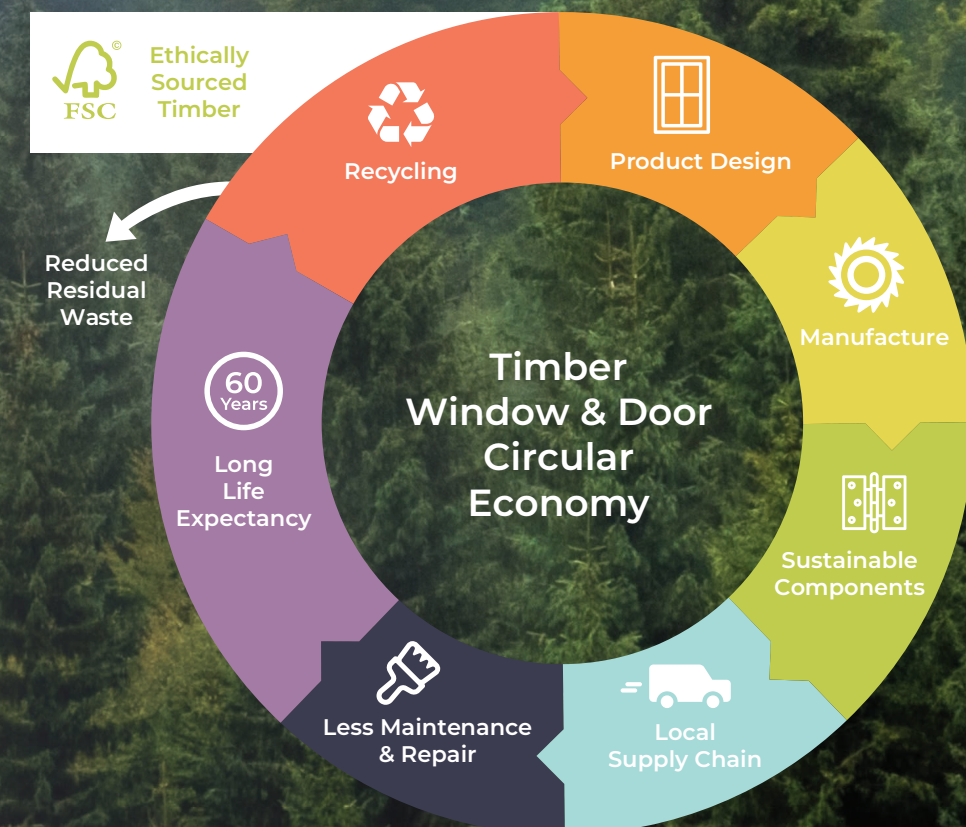 ©
FSC
Ethically
Sourced
Timber
Recycling
Product Design
Manufacture
Sustainable
Components
Local
Supply Chain
Less Maintenance
& Repair
60
Years
Long
Life
Expectancy
Reduced
Residual
Waste
Timber
Window & Door
Circular
Economy